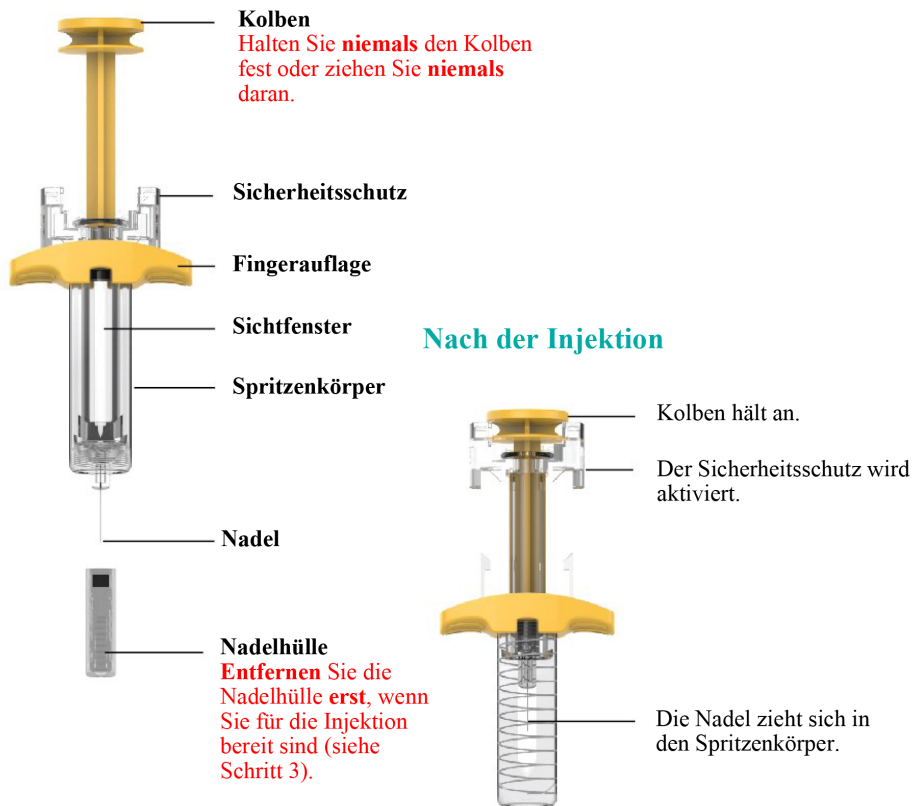 Kolben
Halten Sie niemals den Kolben
fest oder ziehen Sie niemals
daran.
Sicherheitsschutz
Fingerauflage
Sichtfenster
Spritzenkörper
Nadel
Nadelhülle
Entfernen Sie die
Nadelhülle erst, wenn
Sie für die Injektion
bereit sind (siehe
Schritt 3).
Nach der Injektion
Kolben hält an.
Der Sicherheitsschutz wird
aktiviert.
Die Nadel zieht sich in
den Spritzenkörper.